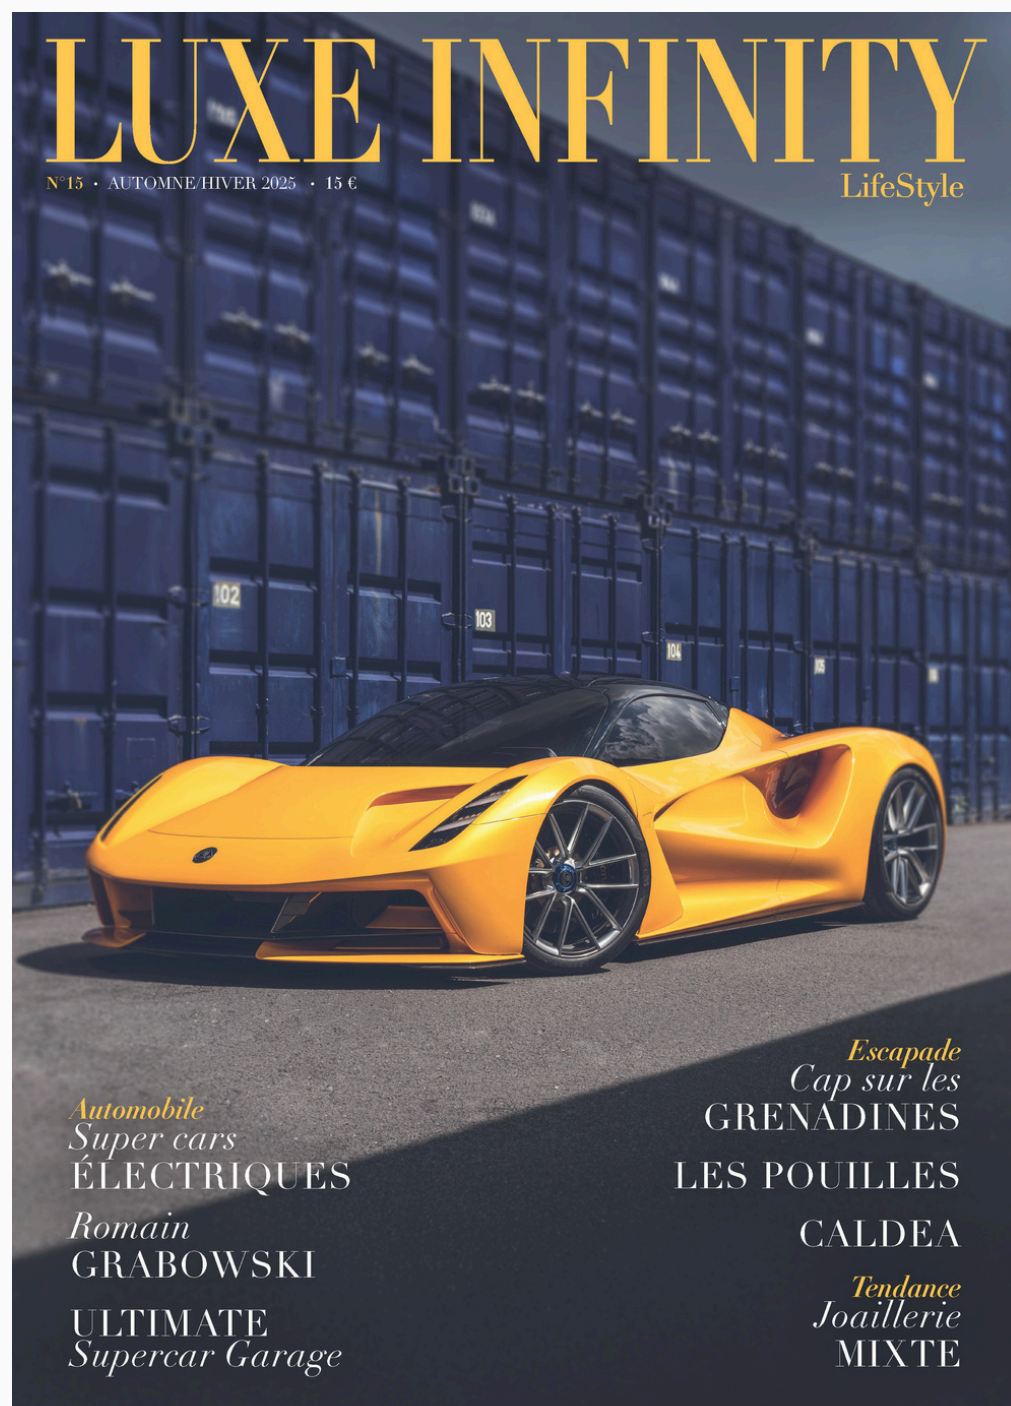 LUXE INFINITY
N°15 · AUTOMNE/HIVER 2025 · 15 €
LifeStyle
102
103
104
105
Automobile
Super cars
ÉLECTRIQUES
Romain
GRABOWSKI
ULTIMATE
Supercar Garage
Escapade
Cap sur les
GRENADINES
LES POUILLES
CALDEA
Tendance
Joaillerie
MIXTE